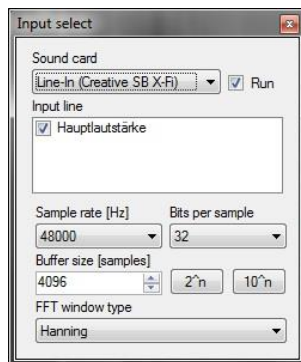 Input select
Sound card
Line-In (Creative SB X-Fi)
Run
Input line
Hauptlautstärke
Sample rate [Hz]
Bits per sample
48000
32
Buffer size [samples]
4096
2^n
10^n
FFT window type
Hanning